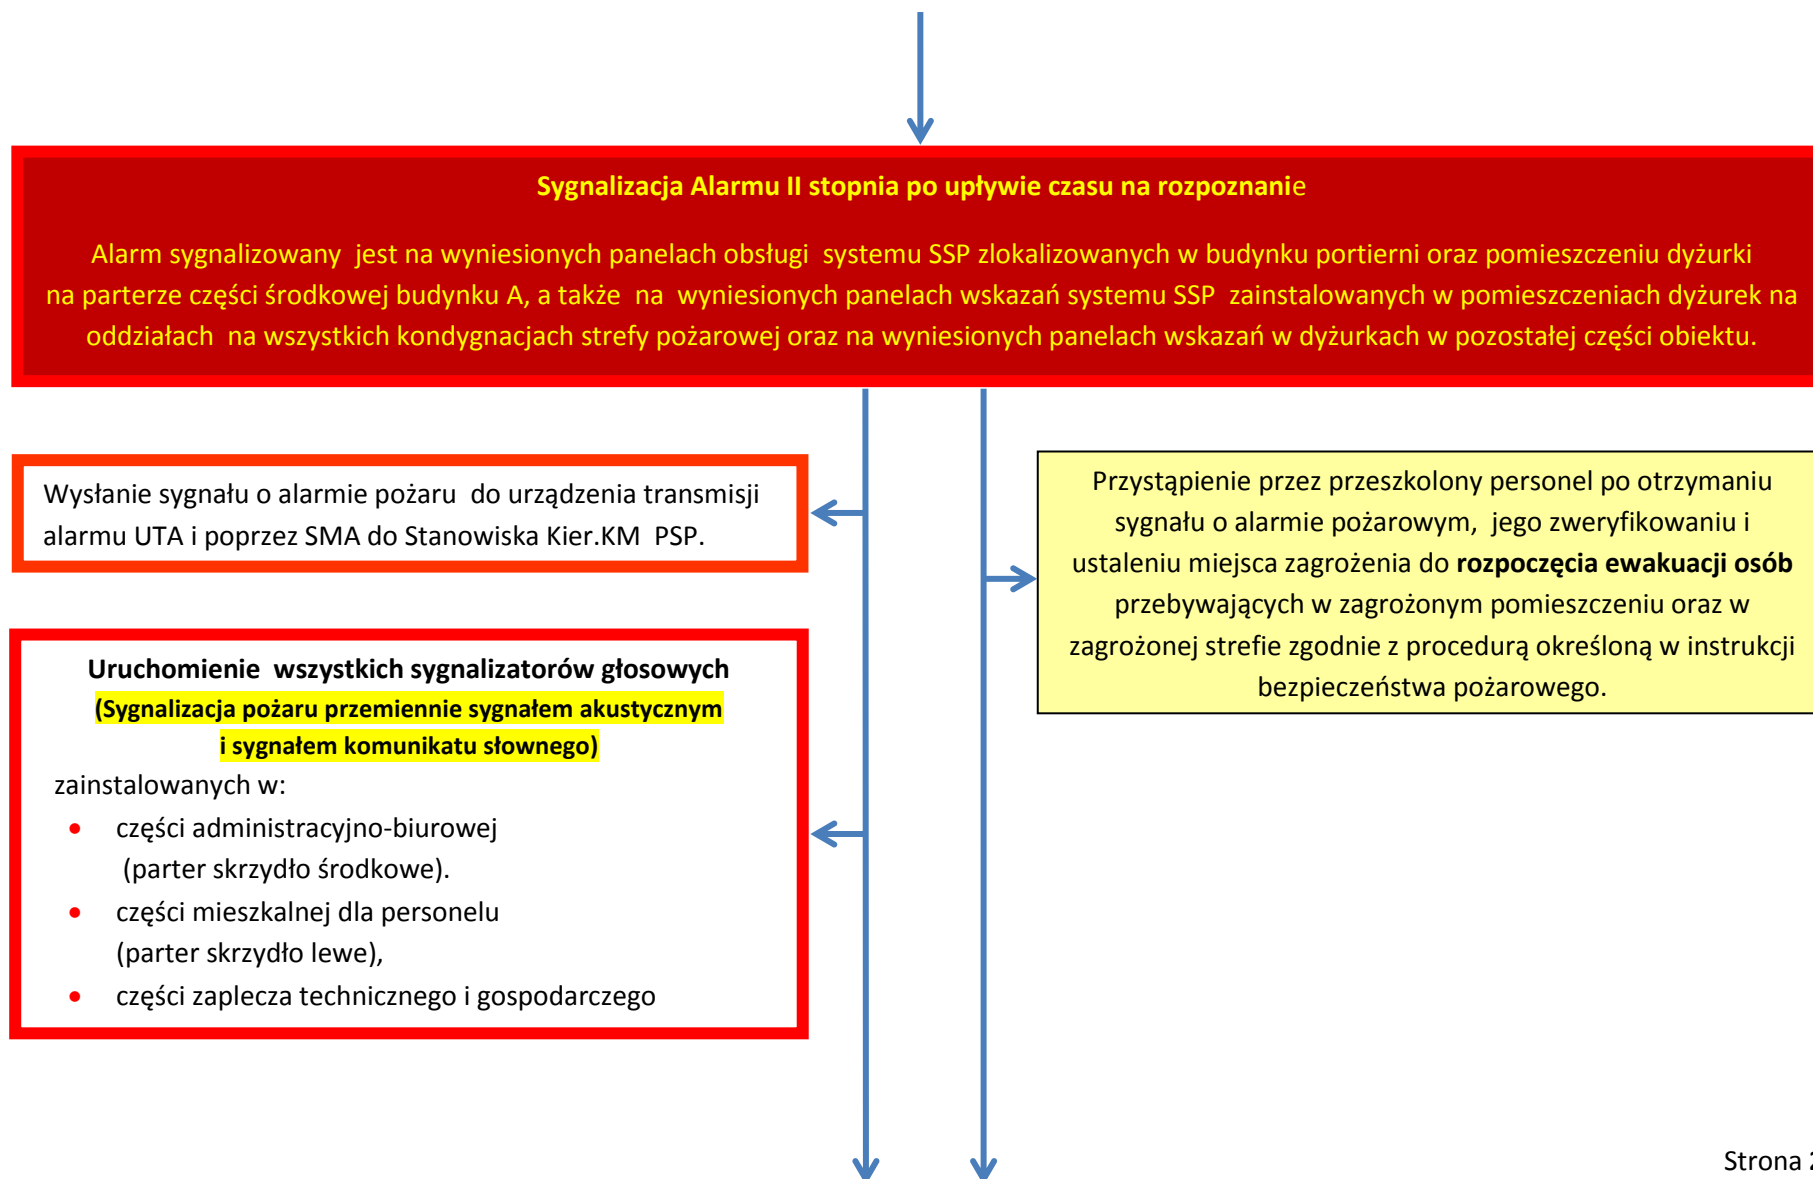 Sygnalizacja Alarmu II stopnia po upływie czasu na rozpoznanie
Alarm sygnalizowany jest na wyniesionych panelach obsługi systemu SSP zlokalizowanych w budynku portierni oraz pomieszczeniu dyżurki
na parterze części środkowej budynku A, a także na wyniesionych panelach wskazań systemu SSP zainstalowanych w pomieszczeniach dyżurek na
oddziałach na wszystkich kondygnacjach strefy pożarowej oraz na wyniesionych panelach wskazań w dyżurkach w pozostałej części obiektu.
Wysłanie sygnału o alarmie pożaru do urządzenia transmisji
alarmu UTA i poprzez SMA do Stanowiska Kier.KM PSP.
Uruchomienie wszystkich sygnalizatorów głosowych
(Sygnalizacja pożaru przemiennie sygnałem akustycznym
i sygnałem komunikatu słownego)
zainstalowanych w:
• części administracyjno-biurowej
(parter skrzydło środkowe).
• części mieszkalnej dla personelu
(parter skrzydło lewe),
• części zaplecza technicznego i gospodarczego
Przystąpienie przez przeszkolony personel po otrzymaniu
sygnału o alarmie pożarowym, jego zweryfikowaniu i
ustaleniu miejsca zagrożenia do rozpoczęcia ewakuacji osób
przebywających w zagrożonym pomieszczeniu oraz w
zagrożonej strefie zgodnie z procedurą określoną w instrukcji
bezpieczeństwa pożarowego.
Strona 2